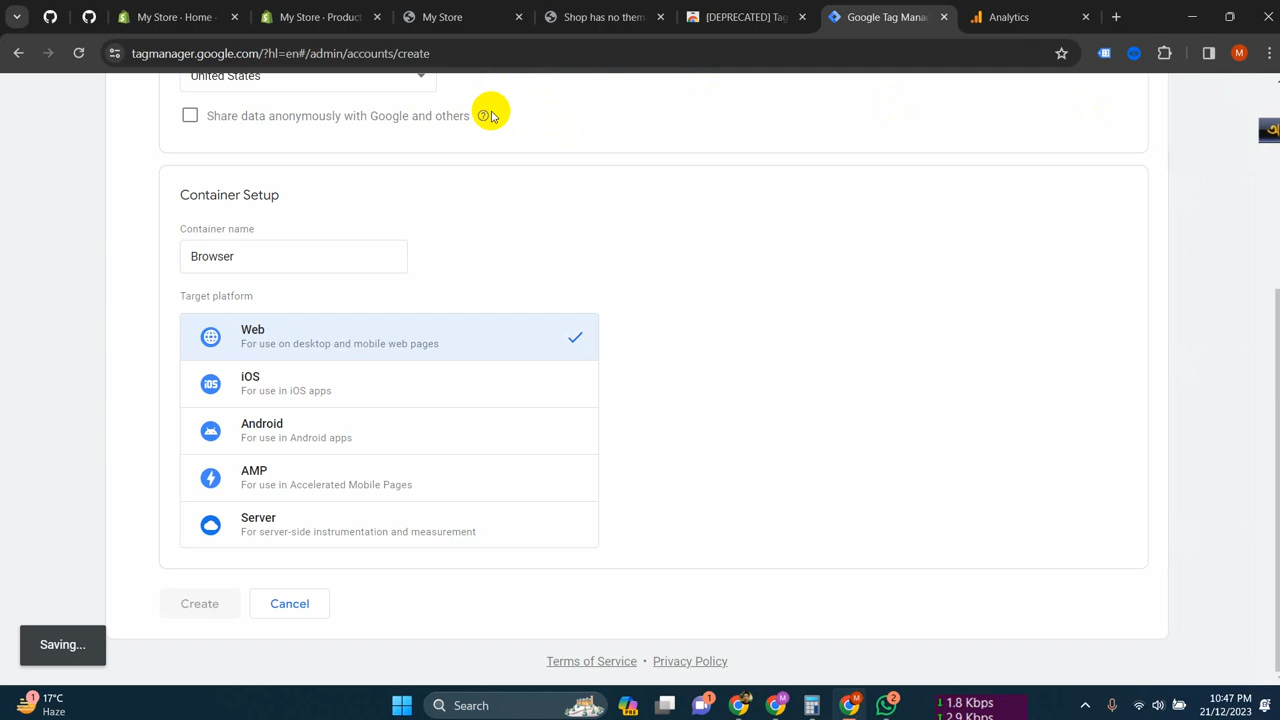 My Store - Home
My Store - Product
My Store
Shop has no them
[DEPRECATED] Tag
Google Tag Mana
Analytics
tagmanager.google.com/?hl=en#/admin/accounts/create
M
United States
Share data anonymously with Google and others
Container Setup
Container name
Browser
Target platform
Web
For use on desktop and mobile web pages
iOS
iOS
For use in iOS apps
Android
For use in Android apps
AMP
For use in Accelerated Mobile Pages
Server
For server-side instrumentation and measurement
Create
Cancel
Saving...
Terms of Service • Privacy Policy
1
17°C
Haze
Search
PRE
1
2
↓ 1.8 Kbps
2.9 Kbps
10:47 PM
21/12/2023